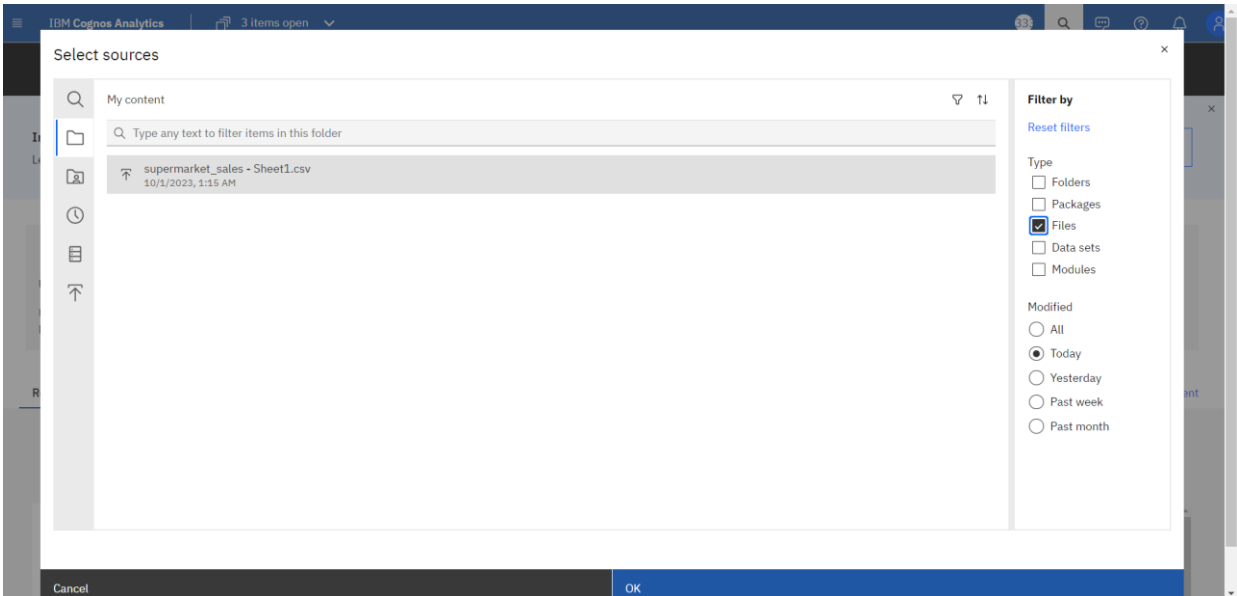 IBM Cognos Analytics
3 items open
Select sources
My content
Type any text to filter items in this folder
supermarket_sales - Sheet1.csv
10/1/2023, 1:15 AM
Filter by
Reset filters
Type
Folders
Packages
Files
Data sets
Modules
Modified
All
Today
Yesterday
Past week
Past month
Cancel
OK